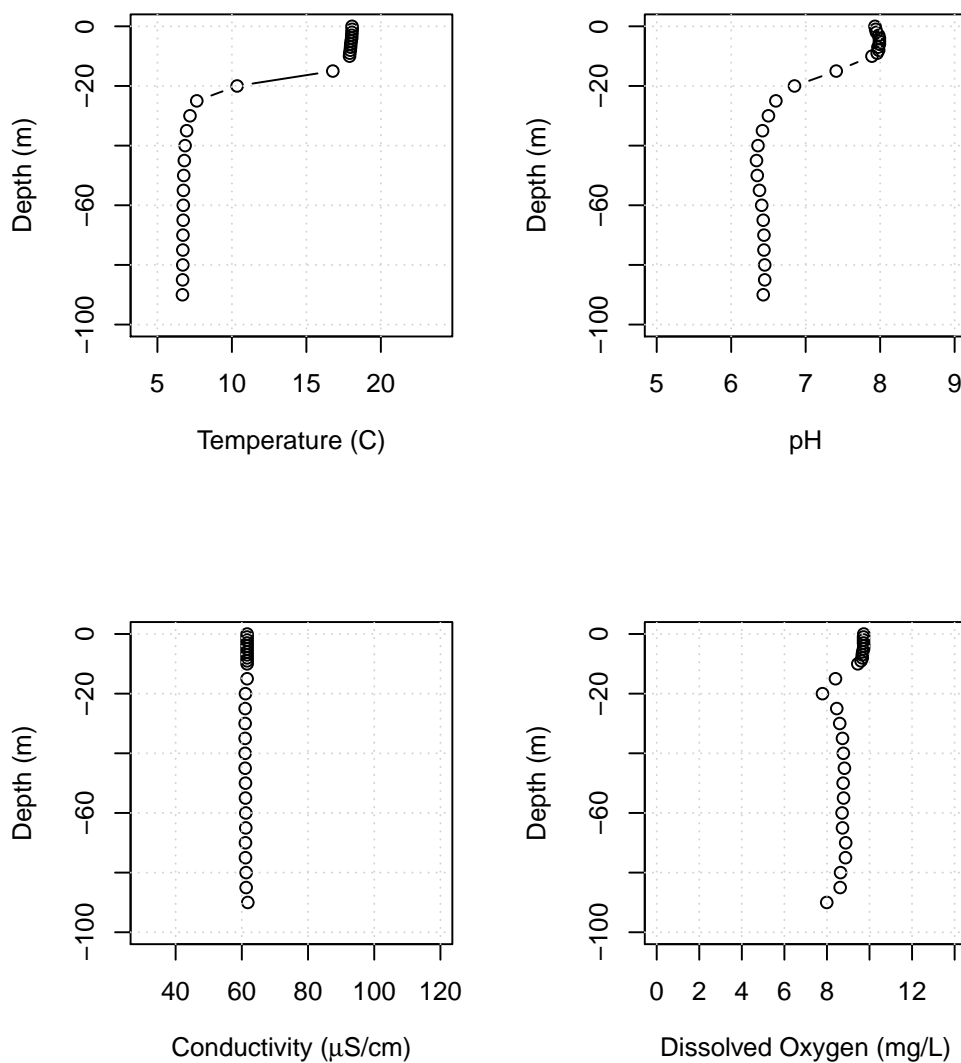 0
−20
−60
−100
Depth (m)
5 10 15 20
Temperature (C)
0
−20
−60
−100
Depth (m)
5 6 7 8 9
pH
0
−20
−60
−100
Depth (m)
40 60 80 100 120
Conductivity (μS/cm)
0
−20
−60
−100
Depth (m)
0 2 4 6 8 12
Dissolved Oxygen (mg/L)